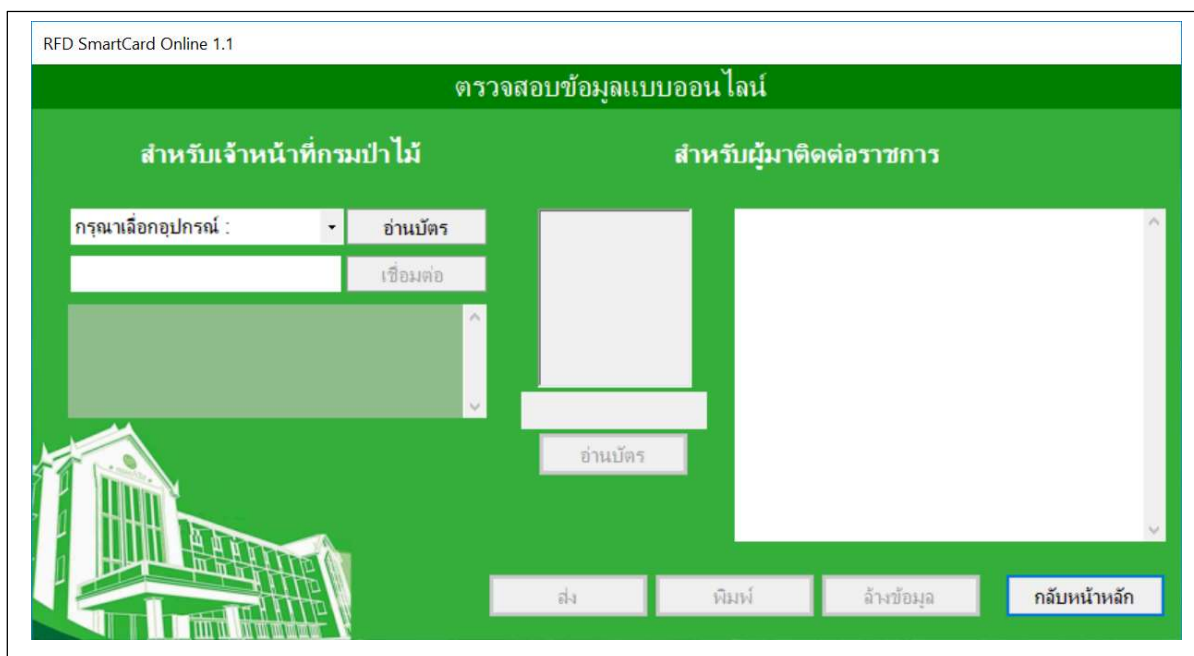 RFD SmartCard Online 1.1
ตรวจสอบข้อมูลแบบออนไลน์
สำหรับเจ้าหน้าที่กรมป่าไม้
สำหรับผู้มาติดต่อราชการ
กรุณาเลือกอุปกรณ์ :
อ่านบัตร
เชื่อมต่อ
อ่านบัตร
ส่ง
พิมพ์
ล้างข้อมูล
กลับหน้าหลัก